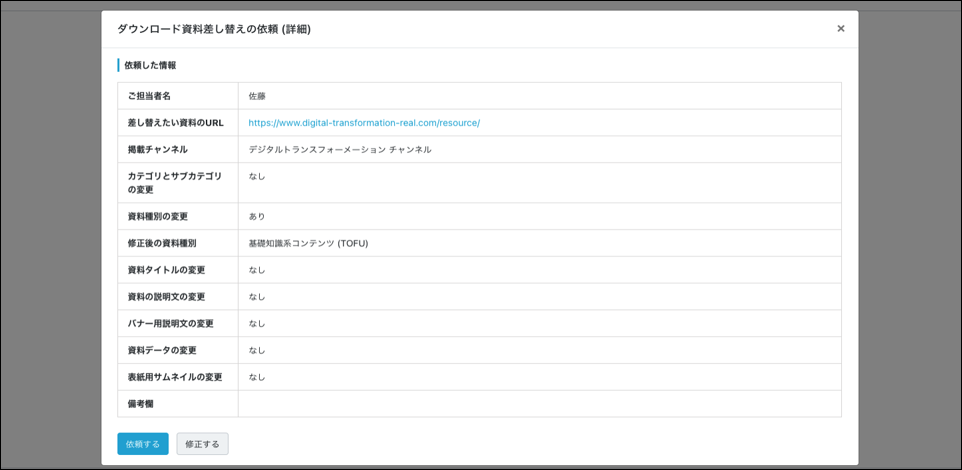 ダウンロード資料差し替えの依頼 (詳細)
×
依頼した情報
ご担当者名
佐藤
差し替えたい資料のURL
https://www.digital-transformation-real.com/resource/
掲載チャンネル
デジタルトランスフォーメーション チャンネル
カテゴリとサブカテゴリ
の変更
なし
資料種別の変更
あり
修正後の資料種別
基礎知識系コンテンツ (TOFU)
資料タイトルの変更
なし
資料の説明文の変更
なし
バナー用説明文の変更
なし
資料データの変更
なし
表紙用サムネイルの変更
なし
備考欄
依頼する
修正する